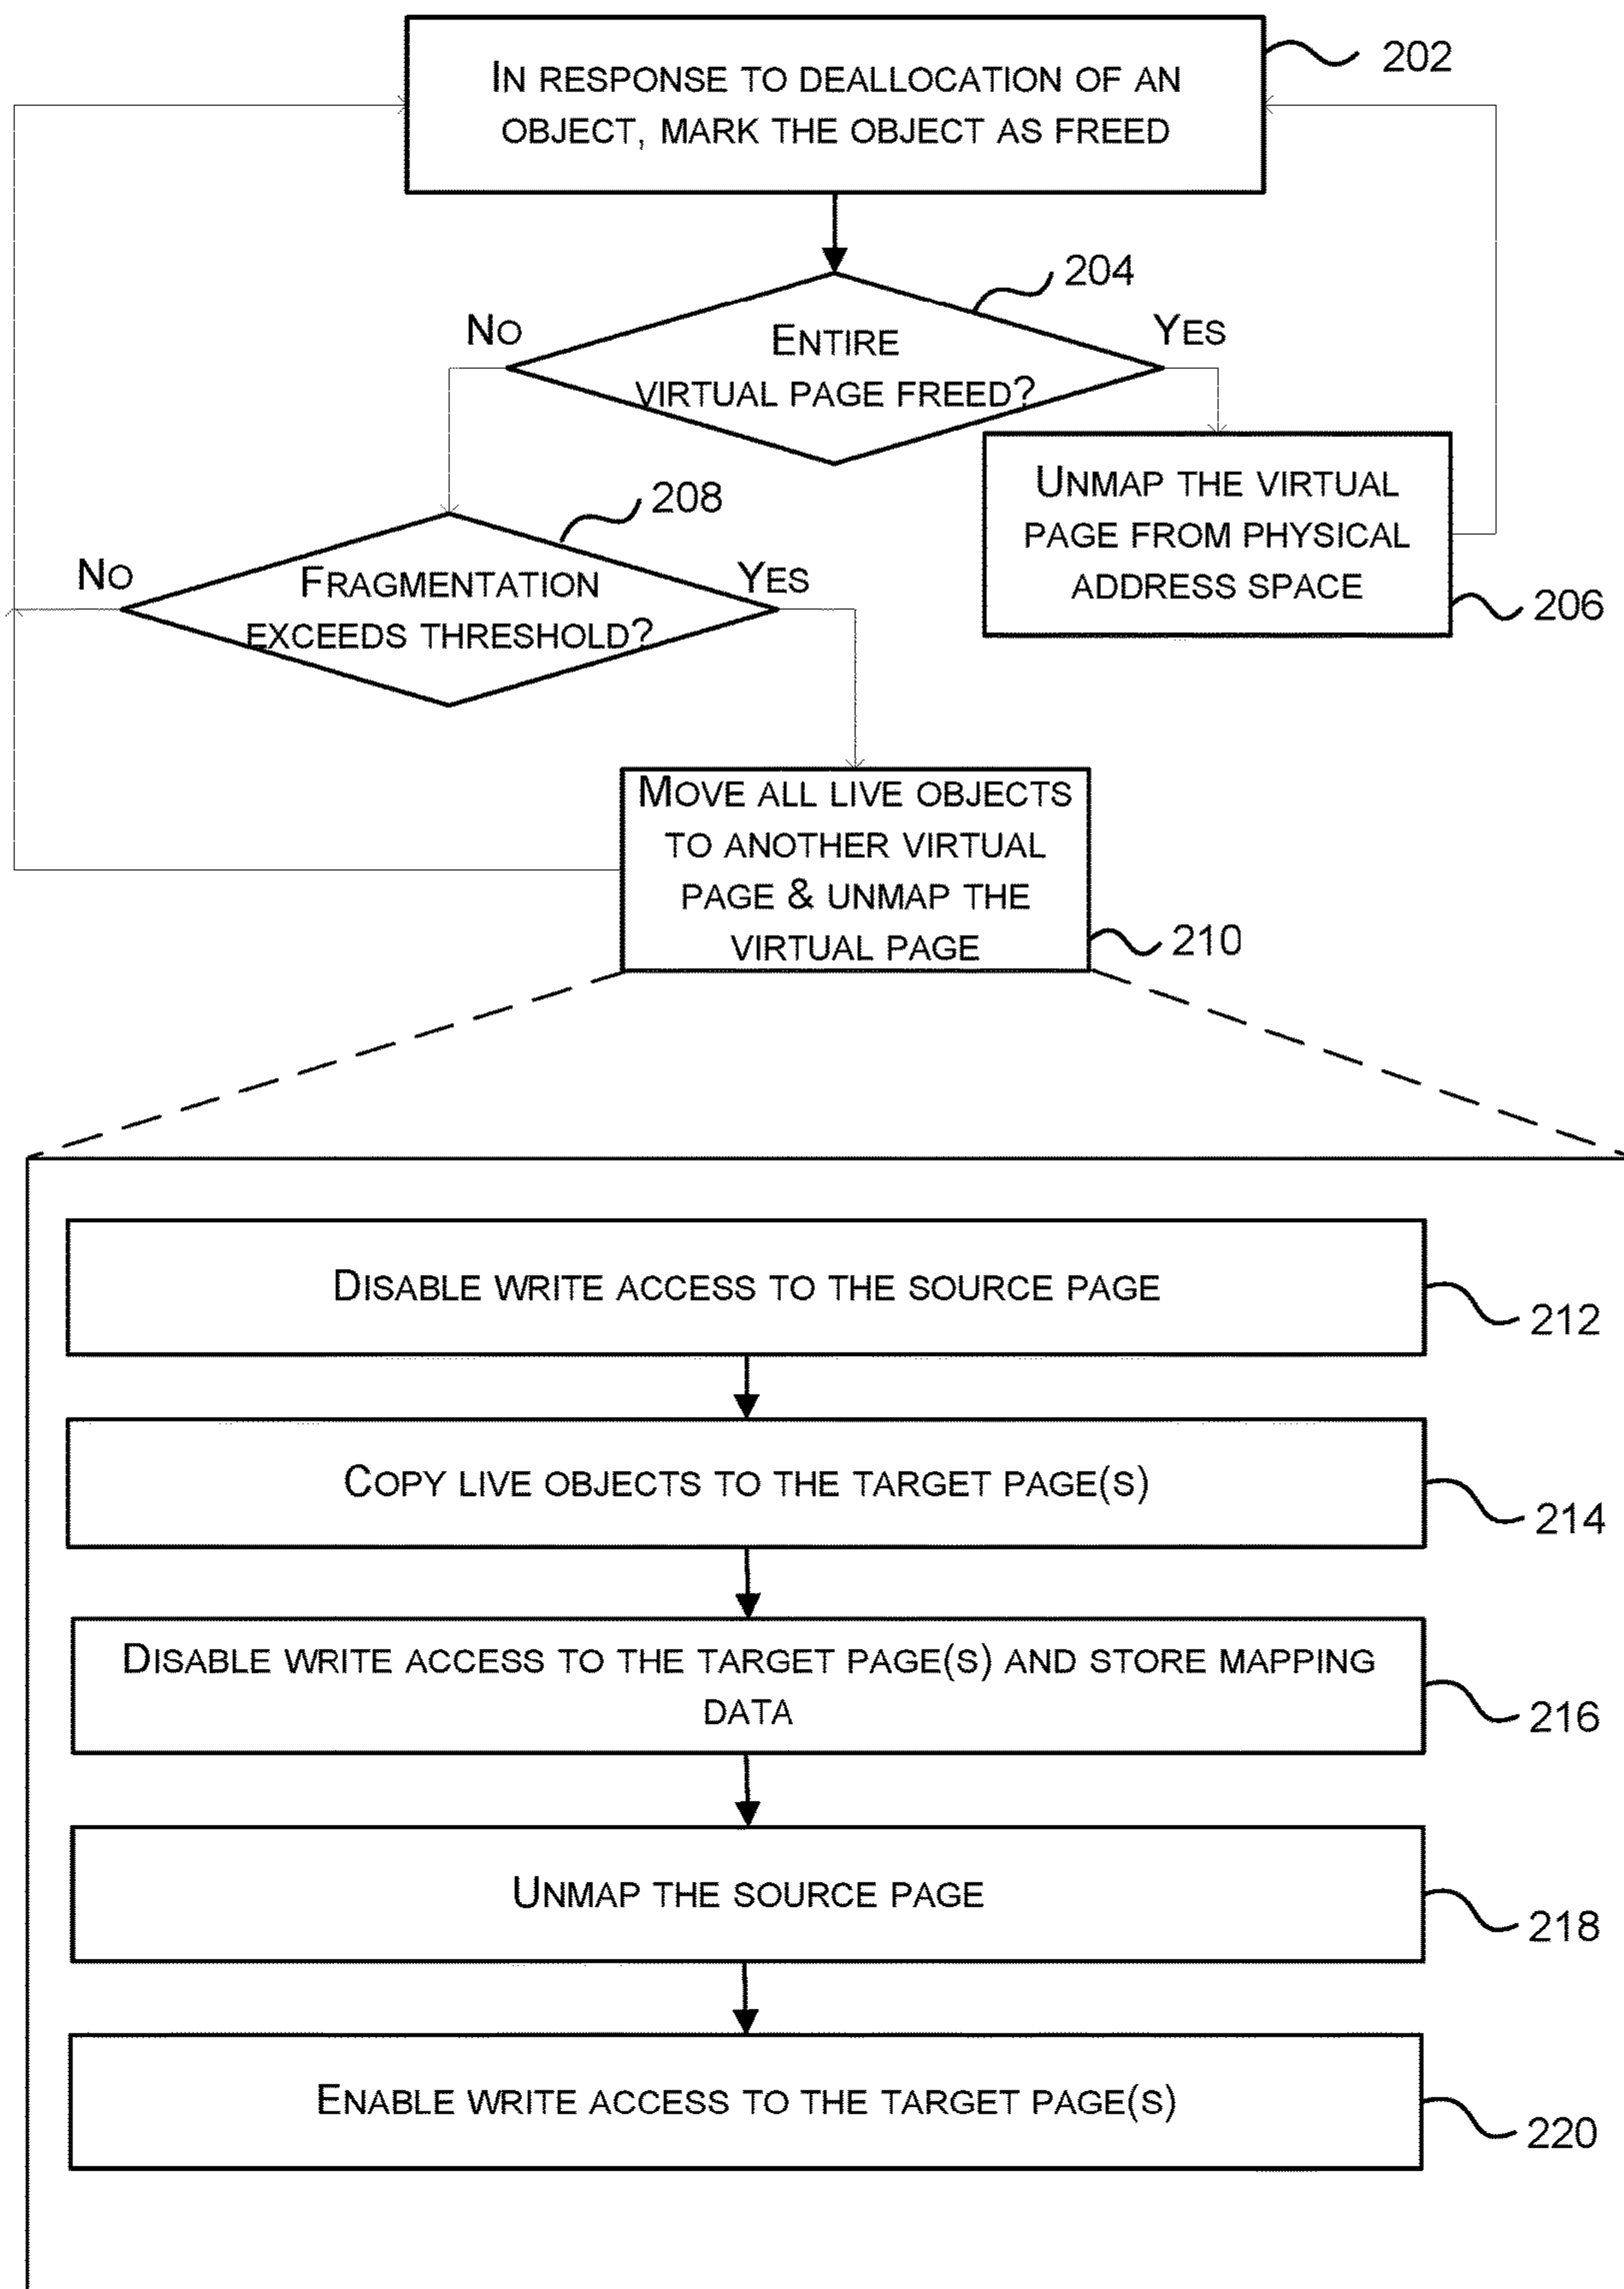 IN RESPONSE TO DEALLOCATION OF AN
OBJECT, MARK THE OBJECT AS FREED
202
204
NO
YES
ENTIRE
VIRTUAL PAGE FREED?
UNMAP THE VIRTUAL
PAGE FROM PHYSICAL
ADDRESS SPACE
206
208
NO
YES
FRAGMENTATION
EXCEEDS THRESHOLD?
MOVE ALL LIVE OBJECTS
TO ANOTHER VIRTUAL
PAGE & UNMAP THE
VIRTUAL PAGE
210
DISABLE WRITE ACCESS TO THE SOURCE PAGE
212
COPY LIVE OBJECTS TO THE TARGET PAGE(S)
214
DISABLE WRITE ACCESS TO THE TARGET PAGE(S) AND STORE MAPPING
DATA
216
UNMAP THE SOURCE PAGE
218
ENABLE WRITE ACCESS TO THE TARGET PAGE(S)
220